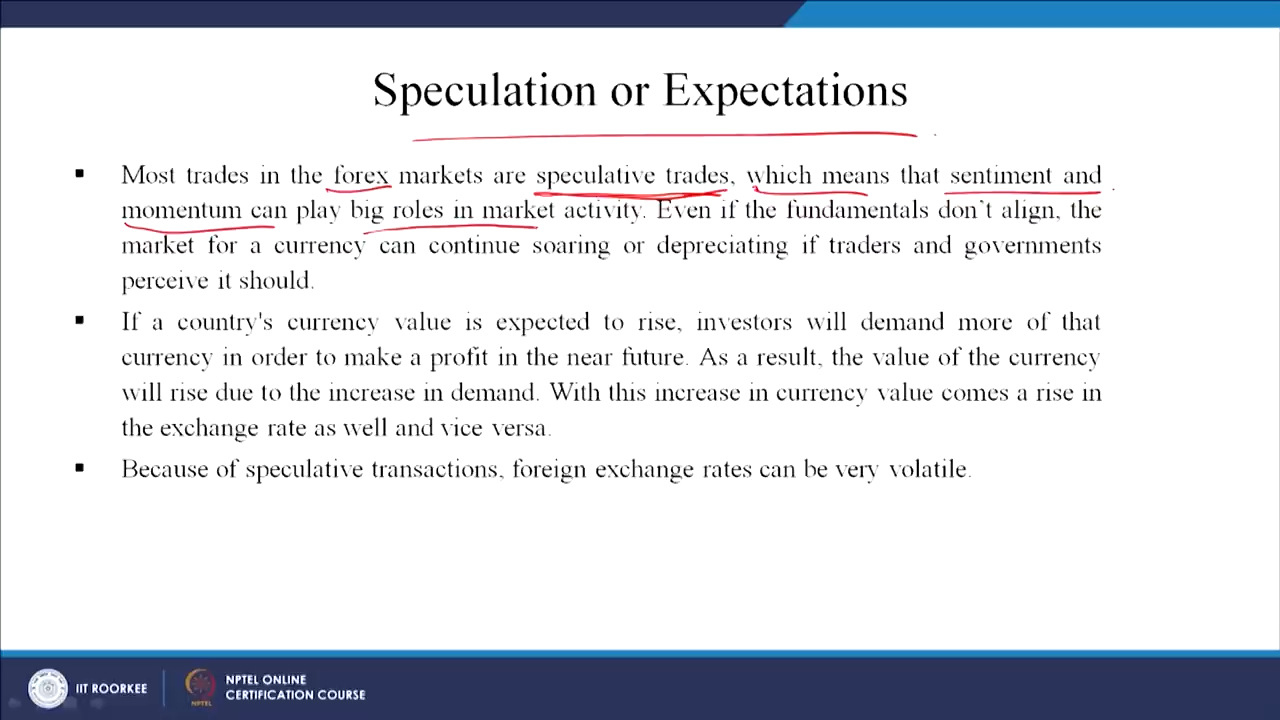 Speculation or Expectations
▪ Most trades in the forex markets are speculative trades, which means that sentiment and
momentum can play big roles in market activity. Even if the fundamentals don't align, the
market for a currency can continue soaring or depreciating if traders and governments
perceive it should.
▪ If a country's currency value is expected to rise, investors will demand more of that
currency in order to make a profit in the near future. As a result, the value of the currency
will rise due to the increase in demand. With this increase in currency value comes a rise in
the exchange rate as well and vice versa.
▪ Because of speculative transactions, foreign exchange rates can be very volatile.
IIT ROORKEE
NPTEL
NPTEL ONLINE
CERTIFICATION COURSE